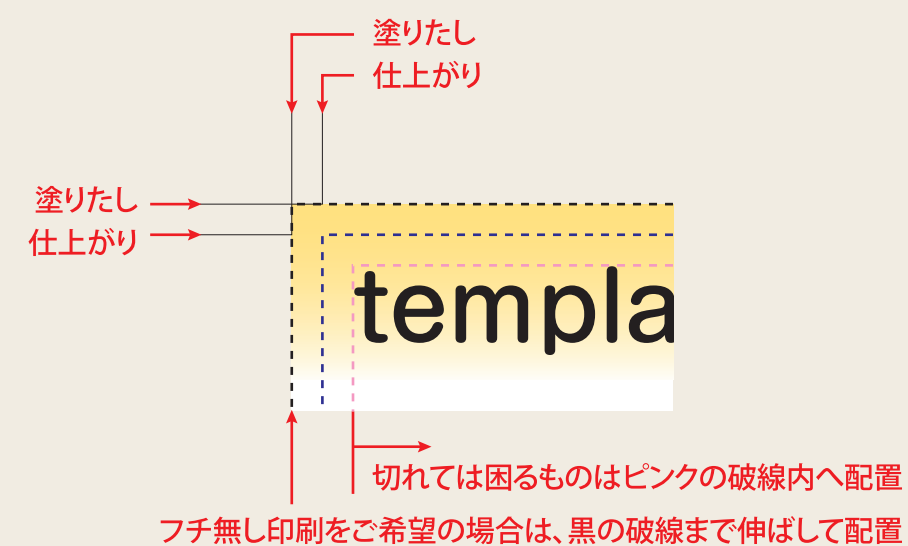 塗りたし
仕上がり
塗りたし
仕上がり
templa
切れては困るものはピンクの破線内へ配置
フチ無し印刷をご希望の場合は、黒の破線まで伸ばして配置